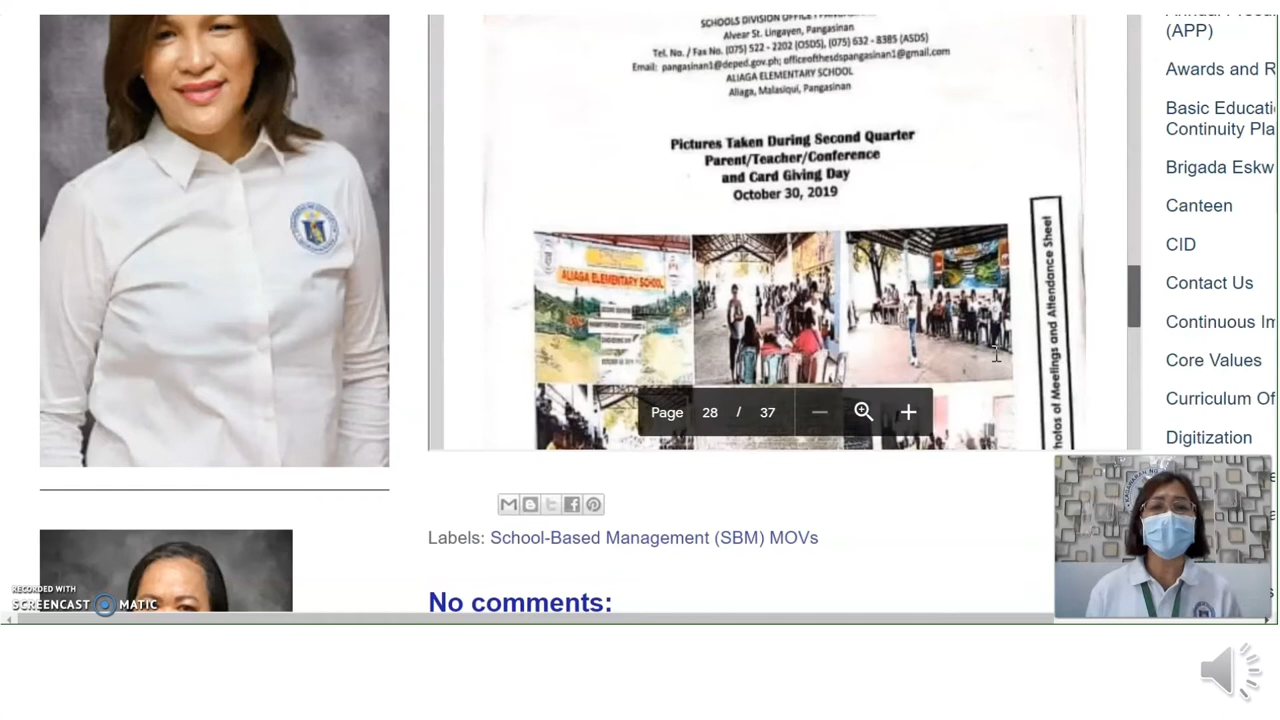 SCHOOLS DIVISION OFFICE I PANGASINAN
Alvear St. Lingayen, Pangasinan
Tel. No. / Fax No. (075) 522 - 2202 (OSDS), (075) 632 - 8385 (ASDS)
Email: pangasinan1@deped.gov.ph; officeofthesdspangasinan1@gmail.com
ALIAGA ELEMENTARY SCHOOL
Aliaga, Malasiqui, Pangasinan
Pictures Taken During Second Quarter
Parent/Teacher/Conference
and Card Giving Day
October 30, 2019
ALIAGA ELEMENTARY SCHOOL
hotos of Meetings and Attendance Sheet
Page 28 / 37
Labels: School-Based Management (SBM) MOVs
No comments:
(APP)
Awards and R
Basic Educati
Continuity Pla
Brigada Eskw
Canteen
CID
Contact Us
Continuous Im
Core Values
Curriculum Of
Digitization
RECORDED WITH
SCREENCAST MATIC